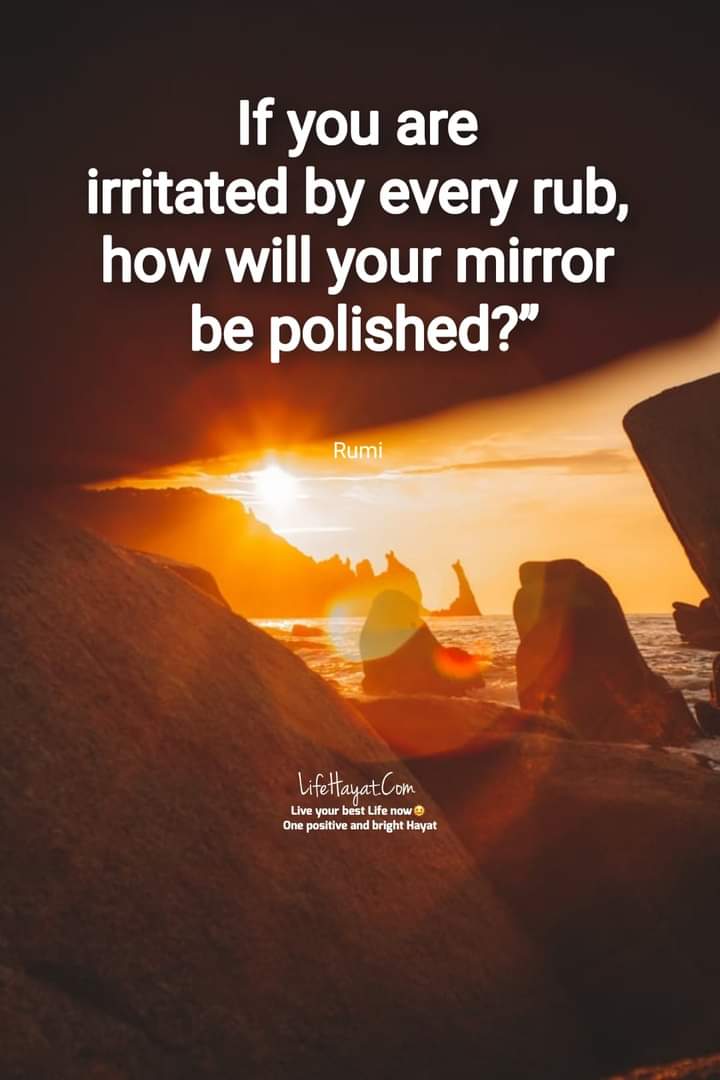 If you are
irritated by every rub,
how will your mirror
be polished?”
Rumi
LifeHayat.Com
Live your best Life now😃
One positive and bright Hayat